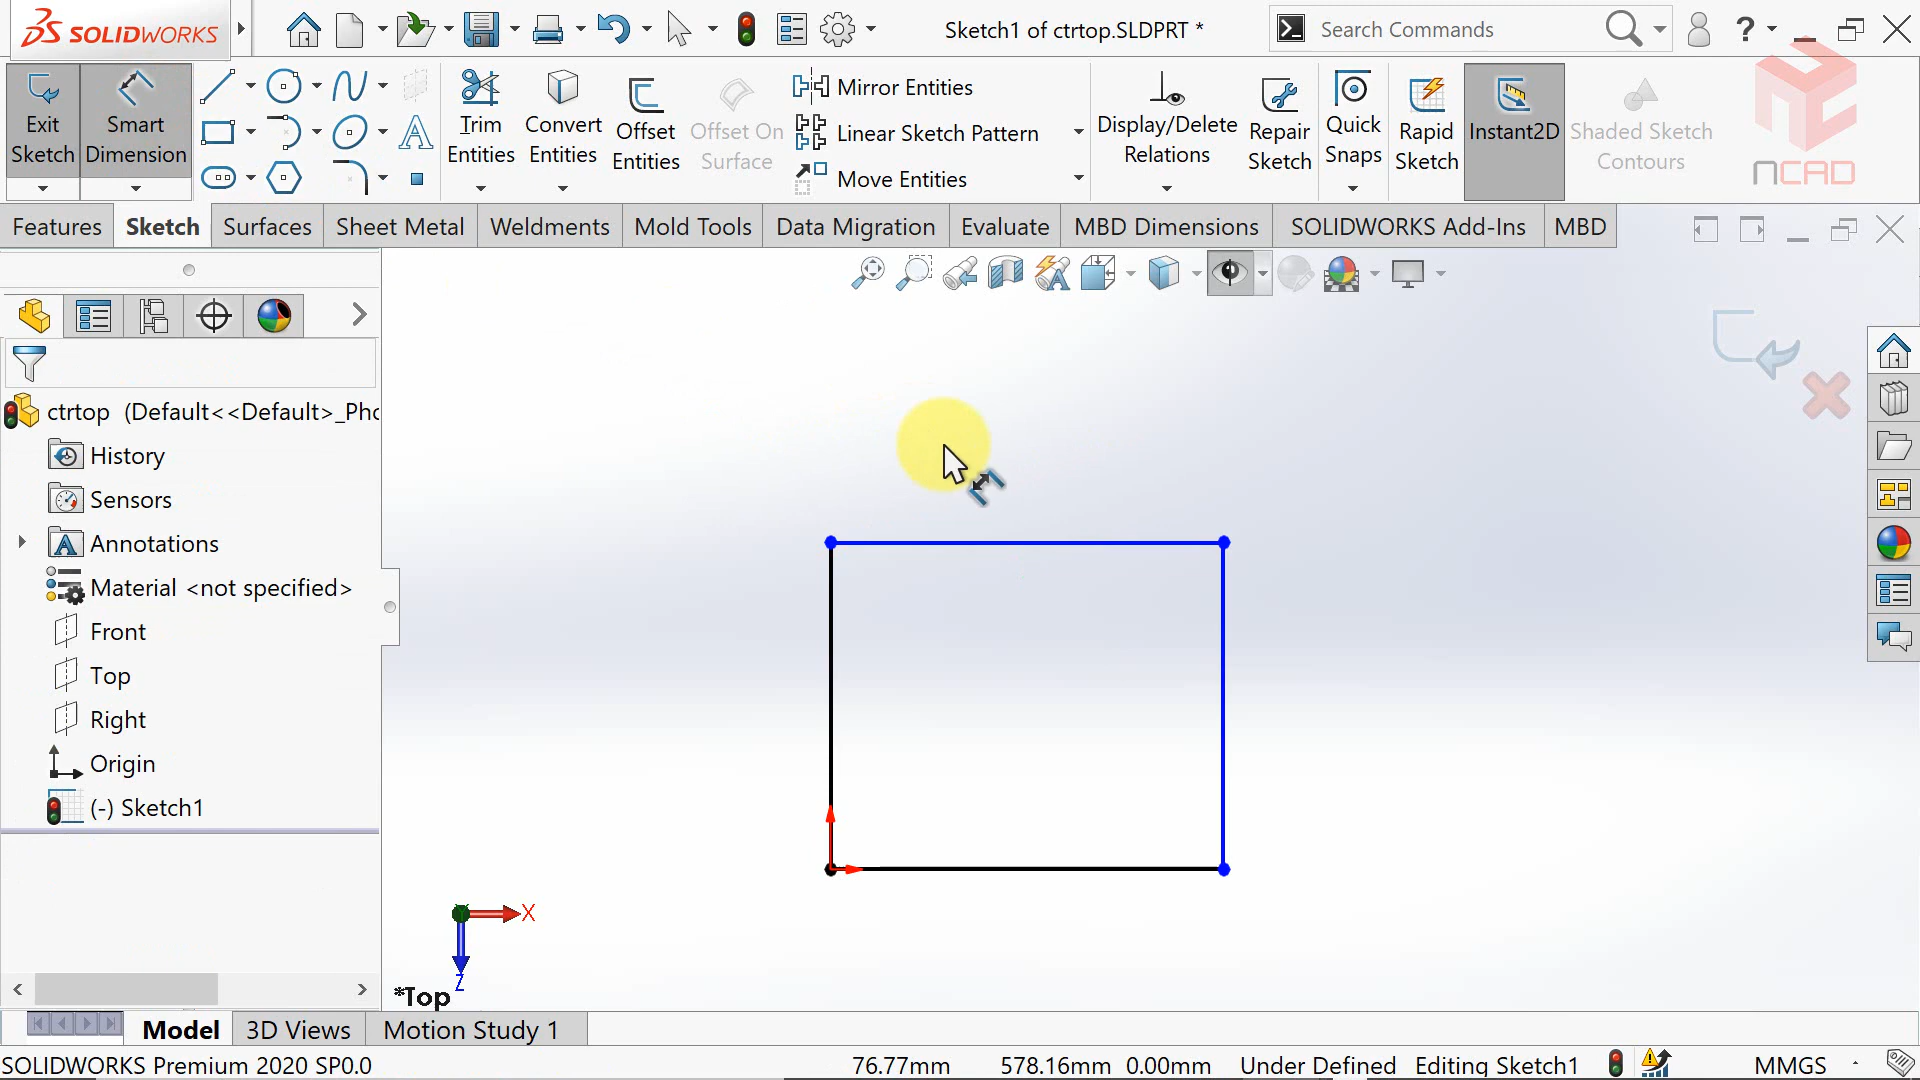 SOLIDWORKS
Sketch1 of ctrtop.SLDPRT *
Search Commands
?
Exit Sketch
Smart Dimension
Trim Entities
Convert Entities
Offset Entities
Offset On Surface
Mirror Entities
Linear Sketch Pattern
Move Entities
Display/Delete Relations
Repair Sketch
Quick Snaps
Rapid Sketch
Instant2D
Shaded Sketch Contours
NCAD
Features
Sketch
Surfaces
Sheet Metal
Weldments
Mold Tools
Data Migration
Evaluate
MBD Dimensions
SOLIDWORKS Add-Ins
MBD
ctrtop (Default<<Default>_Pho
History
Sensors
Annotations
Material <not specified>
Front
Top
Right
Origin
(-) Sketch1
X
Z
*Top
Model
3D Views
Motion Study 1
SOLIDWORKS Premium 2020 SP0.0
76.77mm
578.16mm
0.00mm
Under Defined
Editing Sketch1
MMGS